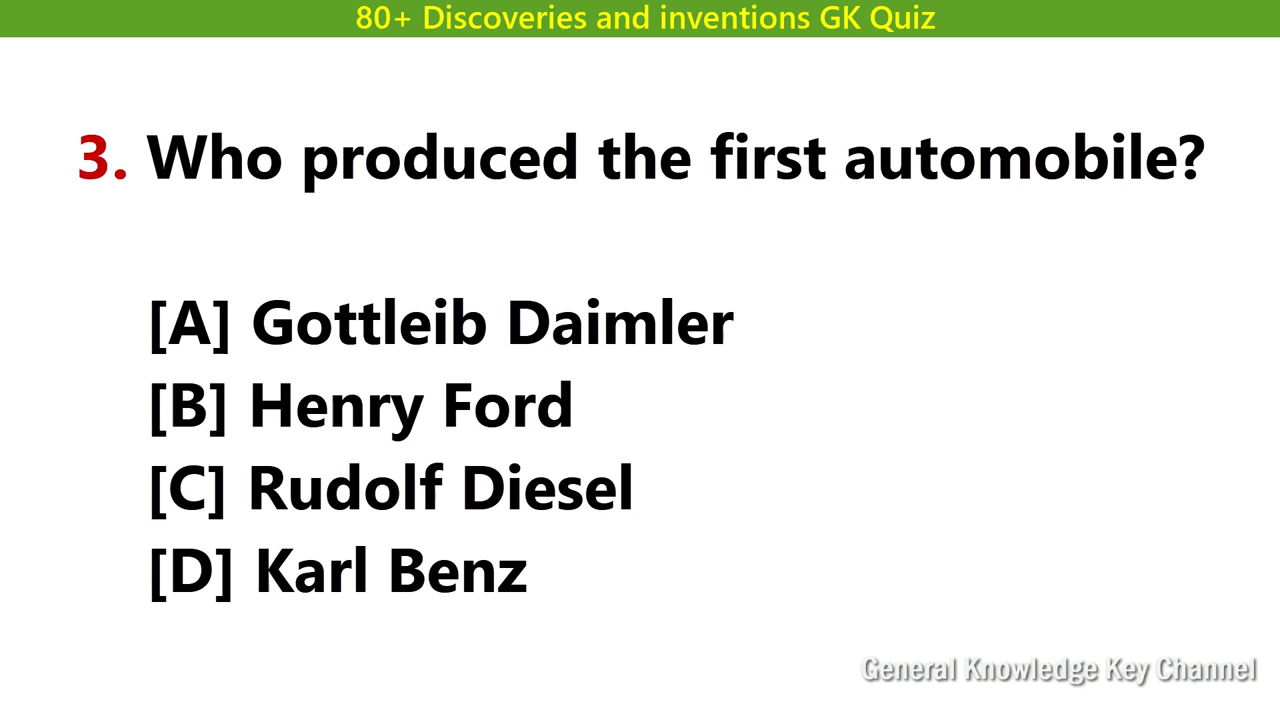 80+ Discoveries and inventions GK Quiz
3. Who produced the first automobile?
[A] Gottleib Daimler
[B] Henry Ford
[C] Rudolf Diesel
[D] Karl Benz
General Knowledge Key Channel